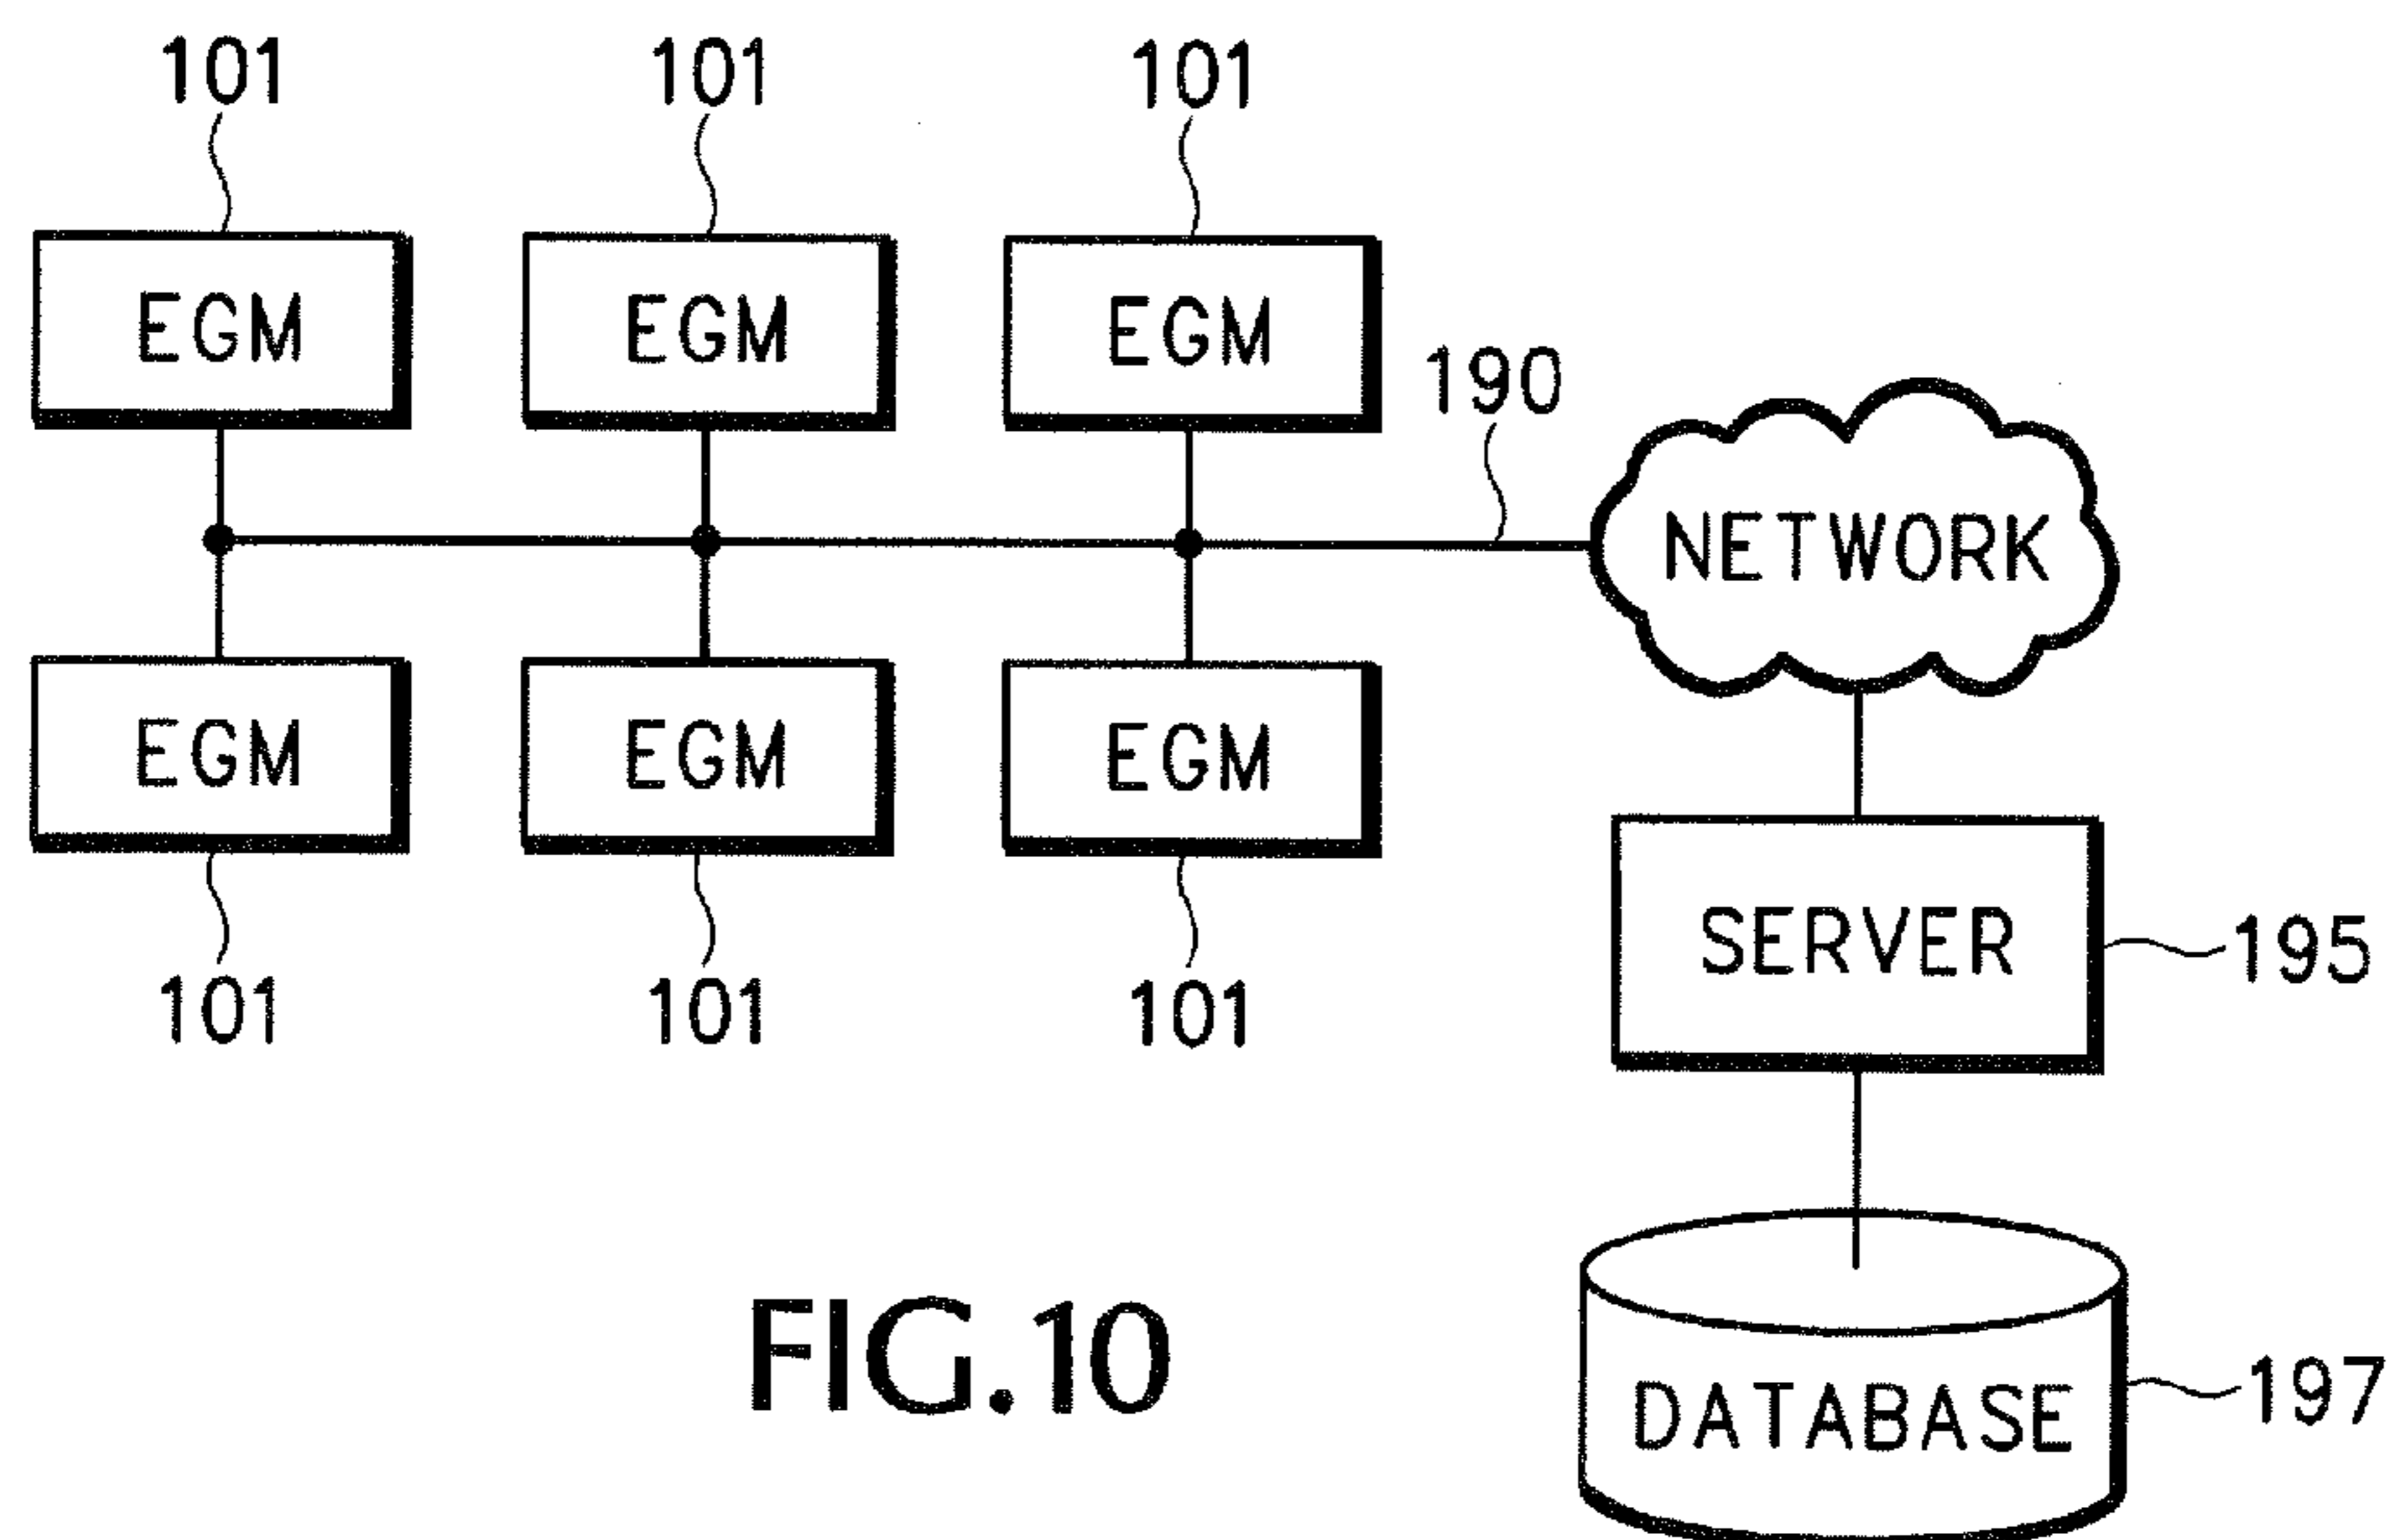 101 101 101
EGM EGM EGM
190
NETWORK
EGM EGM EGM
101 101 101
SERVER 195
DATABASE 197
FIG.10